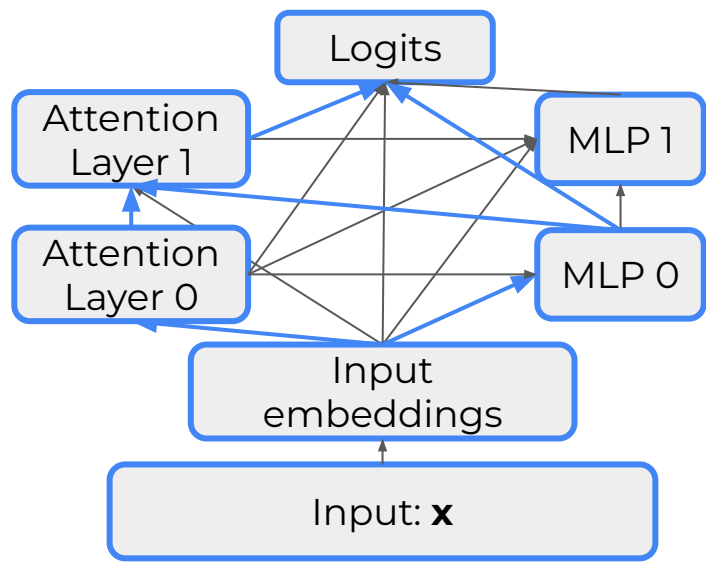 Logits
Attention
Layer 1
MLP 1
Attention
Layer 0
MLP 0
Input
embeddings
Input: x